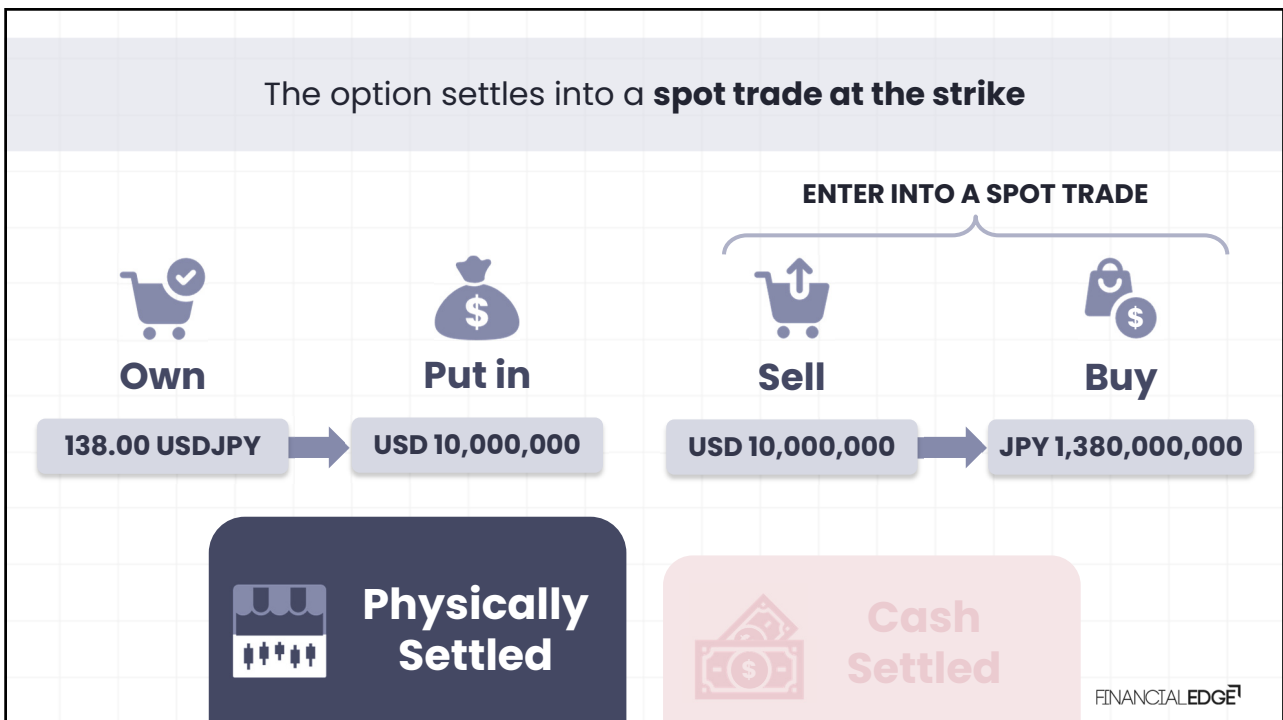 The option settles into a spot trade at the strike
ENTER INTO A SPOT TRADE
Own
Put in
Sell
Buy
138.00 USDJPY
USD 10,000,000
USD 10,000,000
JPY 1,380,000,000
Physically
Settled
Cash
Settled
FINANCIALEDGE